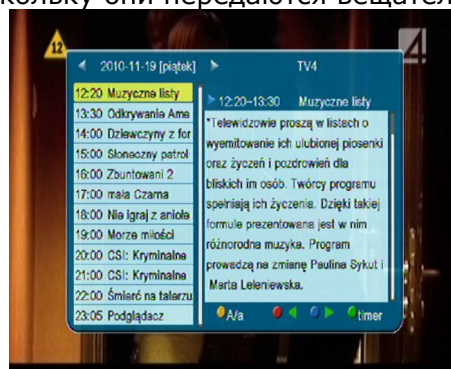 кольку они передаются вещател
12
2010-11-19 [piątek]
TV4
12:20 Muzyczne listy
13:30 Odkrywanie Ame
14:00 Dziewczyny z for
15:00 Słoneczny patrol
16:00 Zbuntowani 2
17:00 mała Czarna
18:00 Nie igraj z aniołe
19:00 Morze miłości
20:00 CSI: Kryminalne
21:00 CSI: Kryminalne
22:00 Śmierć na talerzu
23:05 Podglądacz
12:20~13:30 Muzyczne listy
"Telewidzowie proszą w listach o
wyemitowanie ich ulubionej piosenki
oraz życzeń i pozdrowień dla
bliskich im osób. Twórcy programu
spełniają ich życzenia. Dzięki takiej
formule prezentowana jest w nim
różnorodna muzyka. Program
prowadzą na zmianę Paulina Sykut i
Marta Leleniewska.
A/a
timer
4